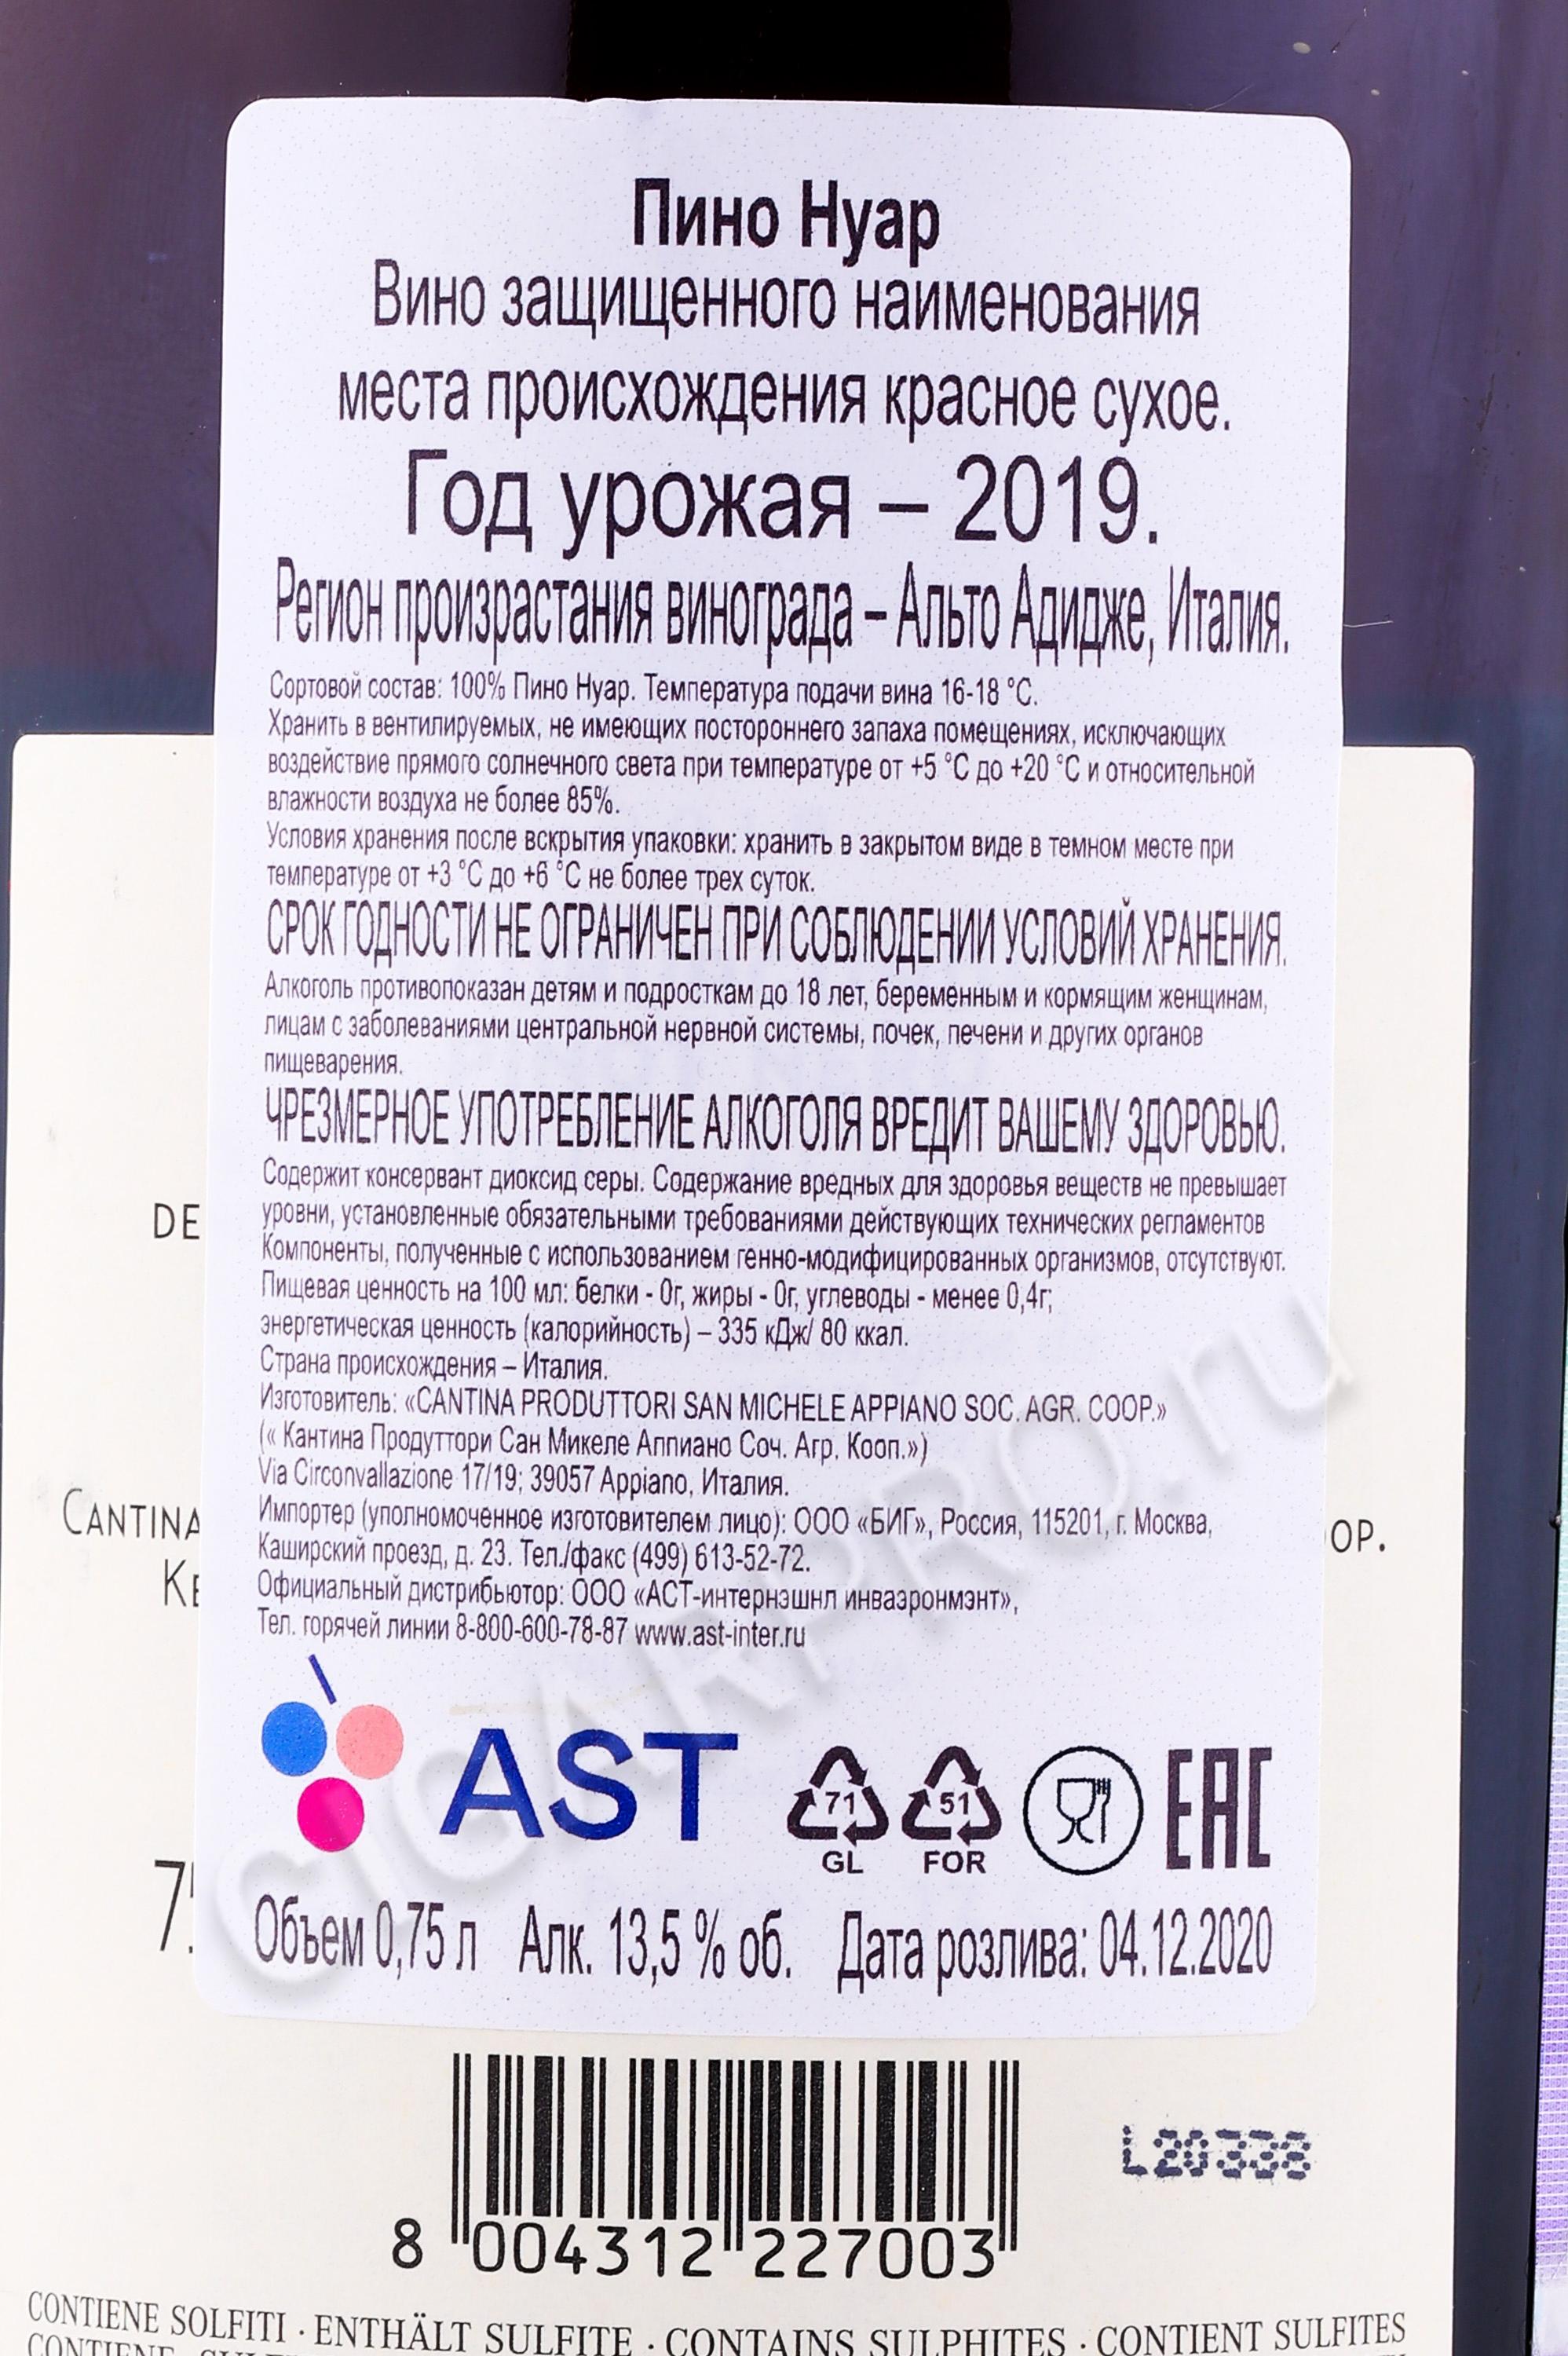 Пино Нуар
Вино защищенного наименования
места происхождения красное сухое.
Год урожая – 2019.
Регион произрастания винограда – Альто Адидже, Италия.
Сортовой состав: 100% Пино Нуар. Температура подачи вина 16-18 °С.
Хранить в вентилируемых, не имеющих постороннего запаха помещениях, исключающих
воздействие прямого солнечного света при температуре от +5 °С до +20 °С и относительной
влажности воздуха не более 85%.
Условия хранения после вскрытия упаковки: хранить в закрытом виде в темном месте при
температуре от +3 °С до +6 °С не более трех суток.
СРОК ГОДНОСТИ НЕ ОГРАНИЧЕН ПРИ СОБЛЮДЕНИИ УСЛОВИЙ ХРАНЕНИЯ.
Алкоголь противопоказан детям и подросткам до 18 лет, беременным и кормящим женщинам,
лицам с заболеваниями центральной нервной системы, почек, печени и других органов
пищеварения.
ЧРЕЗМЕРНОЕ УПОТРЕБЛЕНИЕ АЛКОГОЛЯ ВРЕДИТ ВАШЕМУ ЗДОРОВЬЮ.
Содержит консервант диоксид серы. Содержание вредных для здоровья веществ не превышает
уровни, установленные обязательными требованиями действующих технических регламентов
Компоненты, полученные с использованием генно-модифицированных организмов, отсутствуют.
Пищевая ценность на 100 мл: белки - 0г, жиры - 0г, углеводы - менее 0,4г;
энергетическая ценность (калорийность) – 335 кДж/ 80 ккал.
Страна происхождения – Италия.
Изготовитель: «CANTINA PRODUTTORI SAN MICHELE APPIANO SOC. AGR. COOP.»
(« Кантина Продуттори Сан Микеле Аппиано Соч. Агр. Кооп.»)
Via Circonvallazione 17/19; 39057 Appiano, Италия.
Импортер (уполномоченное изготовителем лицо): ООО «БИГ», Россия, 115201, г. Москва,
Каширский проезд, д. 23. Тел./факс (499) 613-52-72.
Официальный дистрибьютор: ООО «АСТ-интернэшнл инваэронмэнт»,
Тел. горячей линии 8-800-600-78-87 www.ast-inter.ru
AST
71
GL
51
FOR
EAC
Объем 0,75 л Алк. 13,5 % об. Дата розлива: 04.12.2020
DE
CANTINA
OP.
KE
CIGARPRO.ru
L20338
8 004312 227003
CONTIENE SOLFITI · ENTHÄLT SULFITE · CONTAINS SULPHITES · CONTIENT SULFITES